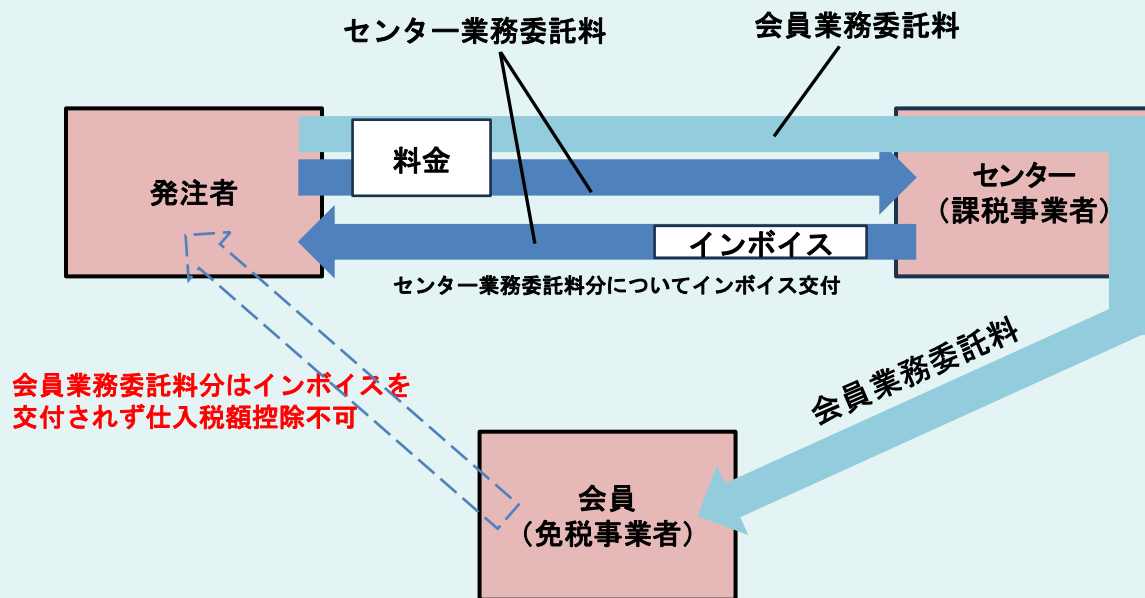 センター業務委託料
会員業務委託料
発注者
料金
センター
（課税事業者）
インボイス
センター業務委託料分についてインボイス交付
会員業務委託料分はインボイスを
交付されず仕入税額控除不可
会員業務委託料
会員
（免税事業者）